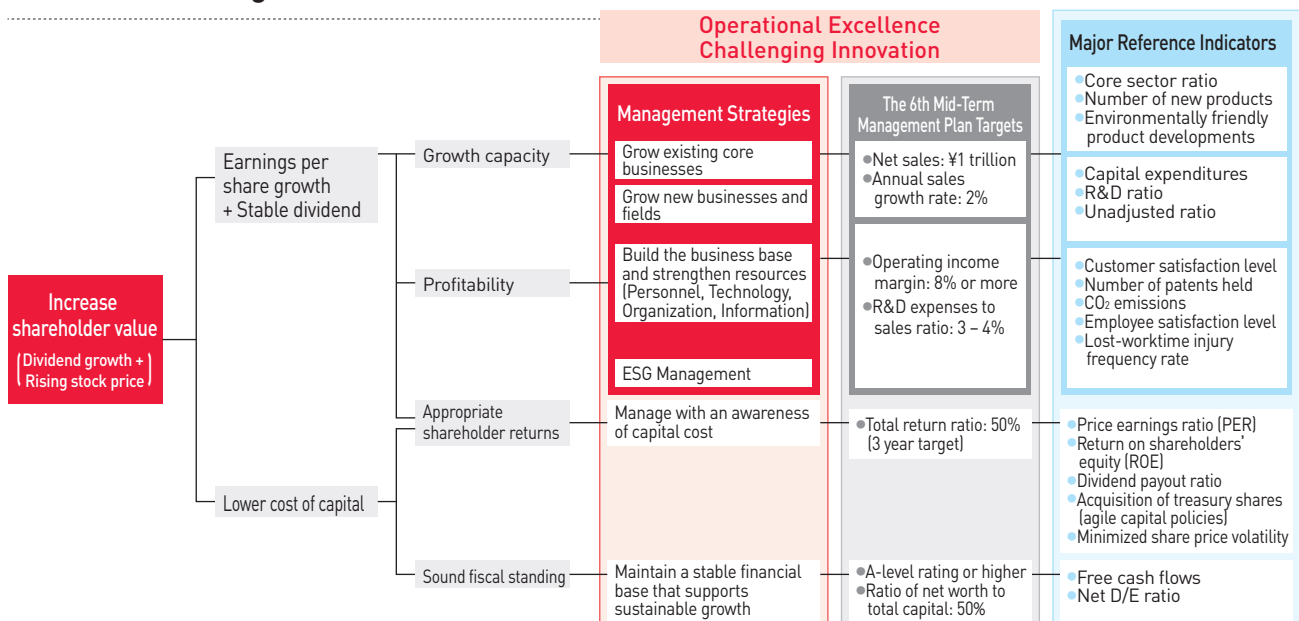 Operational Excellence
Challenging Innovation
Major Reference Indicators
Management Strategies
The 6th Mid-Term
Management Plan Targets
Increase
shareholder value
(Dividend growth +
Rising stock price)
Earnings per
share growth
+ Stable dividend
Lower cost of capital
Growth capacity
Profitability
Appropriate
shareholder returns
Sound fiscal standing
Grow existing core
businesses
Grow new businesses and
fields
Build the business base
and strengthen resources
(Personnel, Technology,
Organization, Information)
ESG Management
Manage with an awareness
of capital cost
Maintain a stable financial
base that supports
sustainable growth
●Net sales: ¥1 trillion
●Annual sales
growth rate: 2%
●Operating income
margin: 8% or more
●R&D expenses to
sales ratio: 3 – 4%
●Total return ratio: 50%
(3 year target)
●A-level rating or higher
●Ratio of net worth to
total capital: 50%
●Core sector ratio
●Number of new products
●Environmentally friendly
product developments
●Capital expenditures
●R&D ratio
●Unadjusted ratio
●Customer satisfaction level
●Number of patents held
●CO₂ emissions
●Employee satisfaction level
●Lost-worktime injury
frequency rate
●Price earnings ratio (PER)
●Return on shareholders'
equity (ROE)
●Dividend payout ratio
●Acquisition of treasury shares
(agile capital policies)
●Minimized share price volatility
●Free cash flows
●Net D/E ratio